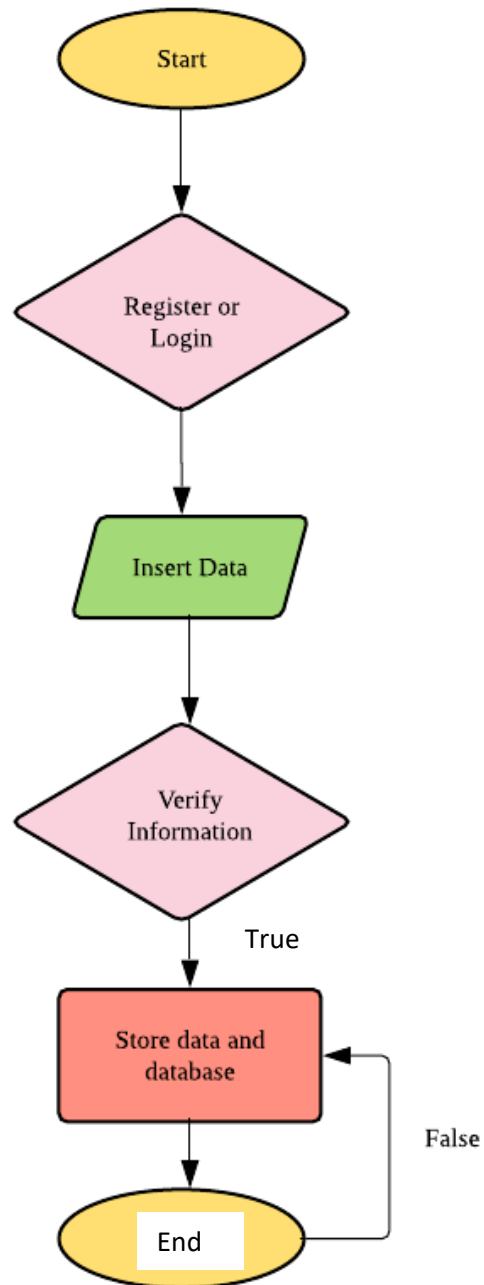 Start
Register or
Login
Insert Data
Verify
Information
True
Store data and
database
False
End